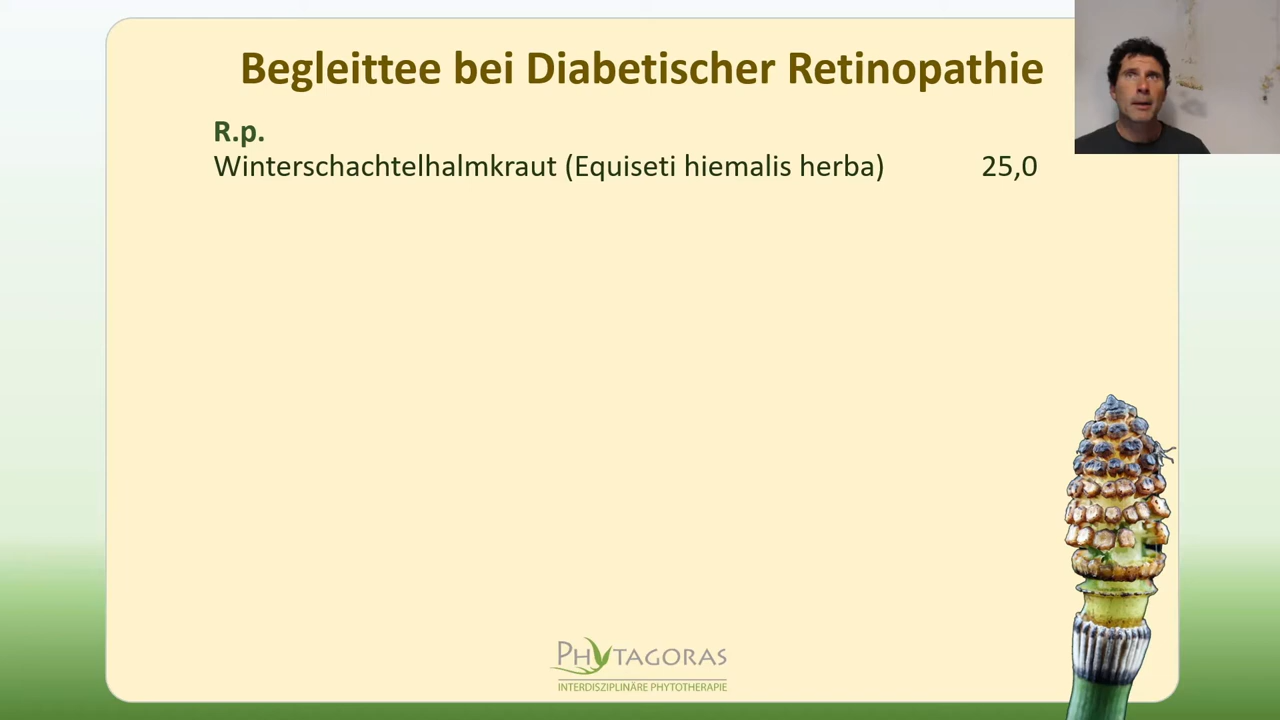 Begleittee bei Diabetischer Retinopathie
R.p.
Winterschachtelhalmkraut (Equiseti hiemalis herba) 25,0
PHYTAGORAS
INTERDISZIPLINÄRE PHYTOTHERAPIE